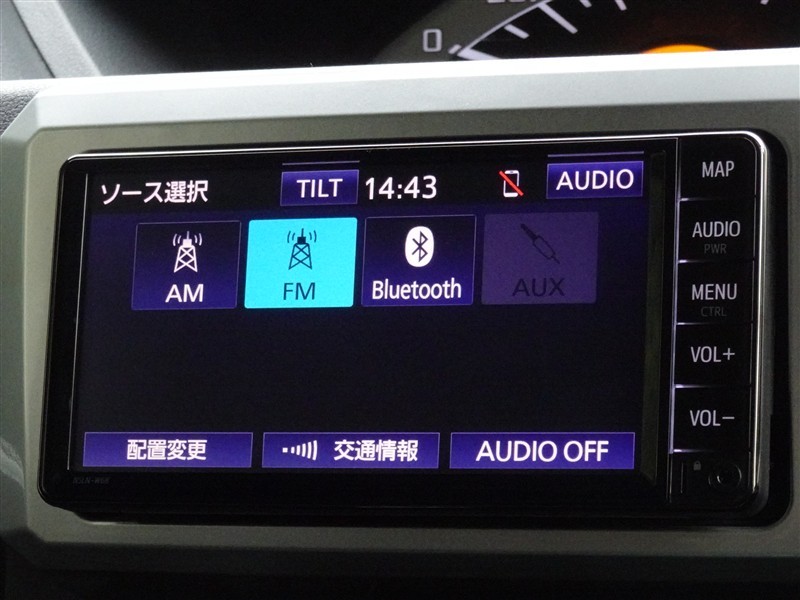 0
ソース選択
TILT
14:43
AUDIO
AM
FM
Bluetooth
AUX
配置変更
交通情報
AUDIO OFF
MAP
AUDIO
PWR
MENU
CTRL
VOL+
VOL−